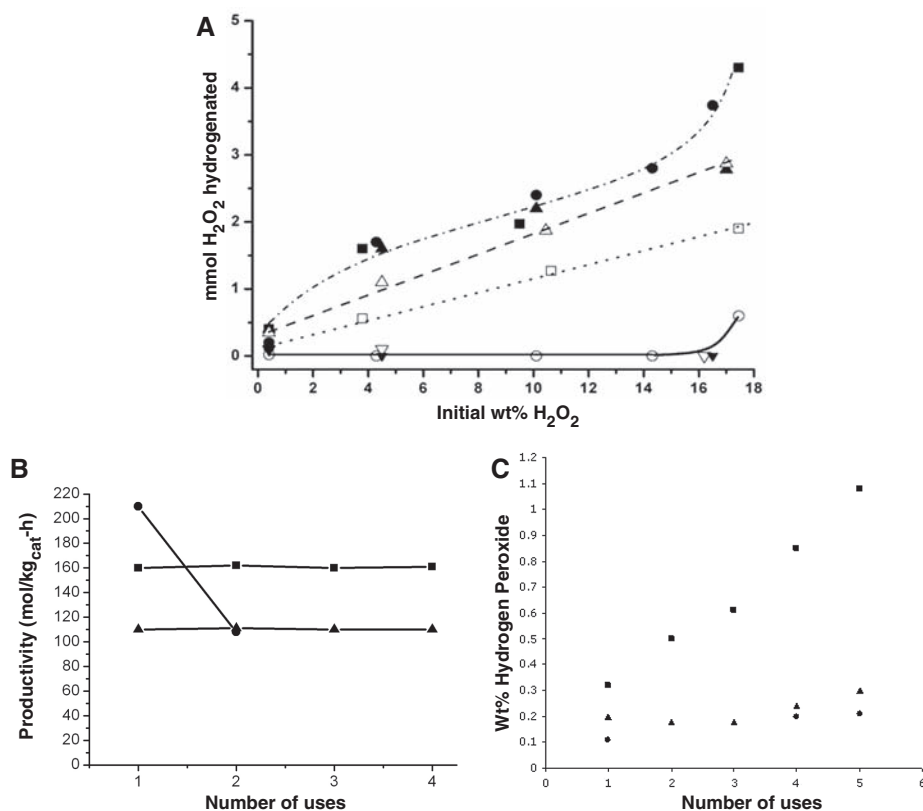 A
5
4
3
2
1
0
mmol H₂O₂ hydrogenated
0 2 4 6 8 10 12 14 16 18
Initial wt% H₂O₂
B
220
200
180
160
140
120
100
80
60
40
20
0
Productivity (mol/kg_cat-h)
1 2 3 4
Number of uses
C
1.2
1.1
1
0.9
0.8
0.7
0.6
0.5
0.4
0.3
0.2
0.1
0
Wt% Hydrogen Peroxide
0 1 2 3 4 5 6
Number of uses